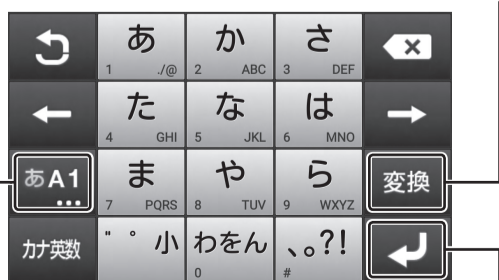 あ か さ
1 ./@ 2 ABC 3 DEF
た な は
4 GHI 5 JKL 6 MNO
あA1 ま や ら 変換
... 7 PQRS 8 TUV 9 WXYZ
カナ英数 ゛゜小 わをん 、。?!
0 #